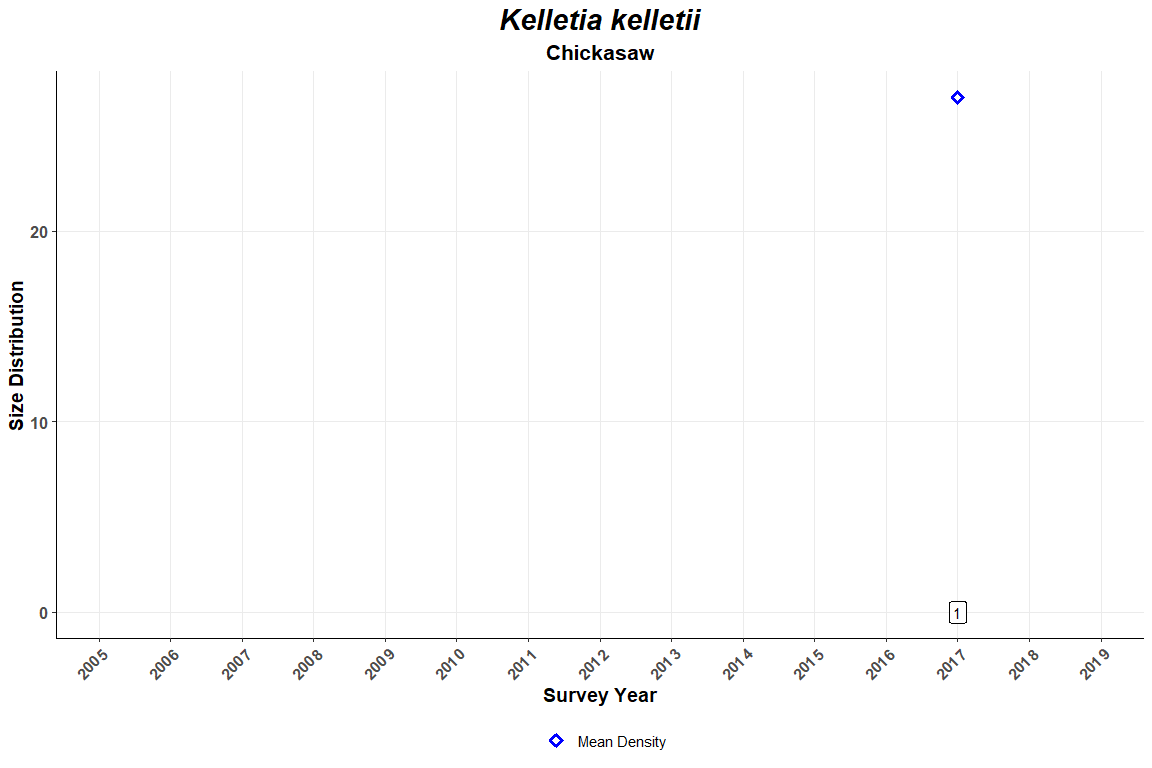 Kelletia kelletii
Chickasaw
Size Distribution
20
10
0
1
2005 2006 2007 2008 2009 2010 2011 2012 2013 2014 2015 2016 2017 2018 2019
Survey Year
Mean Density